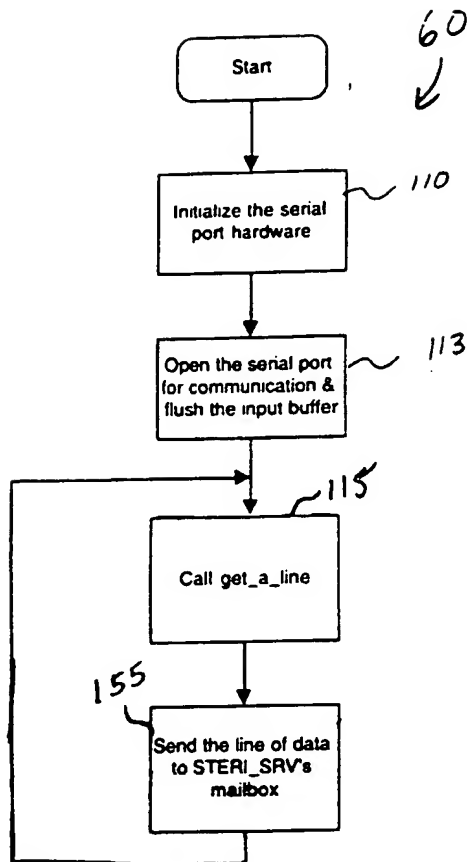 60
Start
110
Initialize the serial
port hardware
113
Open the serial port
for communication &
flush the input buffer
115
Call get_a_line
155
Send the line of data
to STERI_SRV's
mailbox